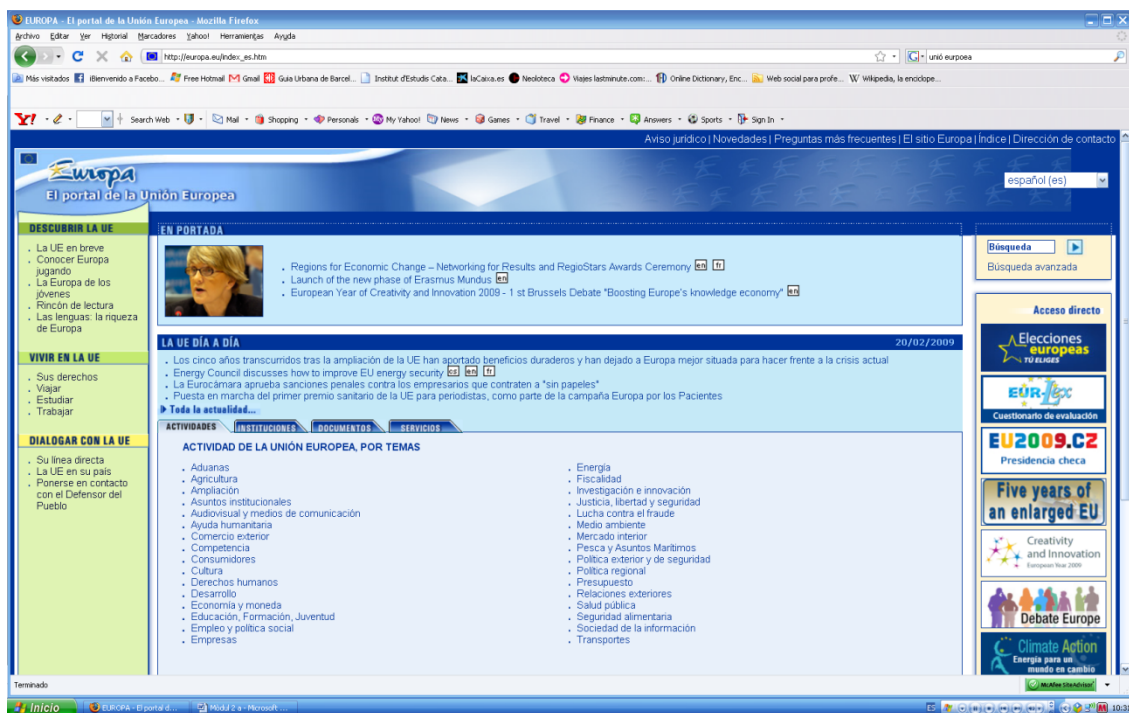 EUROPA - El portal de la Unión Europea - Mozilla Firefox
Archivo Editar Ver Historial Marcadores Yahoo! Herramientas Ayuda
http://europa.eu/index_es.htm
unió eurpoea
Más visitados
¡Bienvenido a Facebo...
Free Hotmail
Gmail
Guia Urbana de Barcel...
Institut d'Estudis Cata...
laCaixa.es
Neoloteca
Viajes lastminute.com:...
Online Dictionary, Enc...
Web social para profe...
Wikipedia, la enciclope...
Y! Search Web Mail Shopping Personals My Yahoo! News Games Travel Finance Answers Sports Sign In
Aviso jurídico | Novedades | Preguntas más frecuentes | El sitio Europa | Índice | Dirección de contacto
Europa
El portal de la Unión Europea
español (es)
DESCUBRIR LA UE
La UE en breve
Conocer Europa
jugando
La Europa de los
jóvenes
Rincón de lectura
Las lenguas: la riqueza
de Europa
VIVIR EN LA UE
Sus derechos
Viajar
Estudiar
Trabajar
DIALOGAR CON LA UE
Su línea directa
La UE en su país
Ponerse en contacto
con el Defensor del
Pueblo
EN PORTADA
Regions for Economic Change – Networking for Results and RegioStars Awards Ceremony en fr
Launch of the new phase of Erasmus Mundus en
European Year of Creativity and Innovation 2009 - 1 st Brussels Debate "Boosting Europe's knowledge economy" en
LA UE DÍA A DÍA 20/02/2009
Los cinco años transcurridos tras la ampliación de la UE han aportado beneficios duraderos y han dejado a Europa mejor situada para hacer frente a la crisis actual
Energy Council discusses how to improve EU energy security cs en fr
La Eurocámara aprueba sanciones penales contra los empresarios que contraten a "sin papeles"
Puesta en marcha del primer premio sanitario de la UE para periodistas, como parte de la campaña Europa por los Pacientes
Toda la actualidad...
ACTIVIDADES INSTITUCIONES DOCUMENTOS SERVICIOS
ACTIVIDAD DE LA UNIÓN EUROPEA, POR TEMAS
Aduanas
Agricultura
Ampliación
Asuntos institucionales
Audiovisual y medios de comunicación
Ayuda humanitaria
Comercio exterior
Competencia
Consumidores
Cultura
Derechos humanos
Desarrollo
Economía y moneda
Educación, Formación, Juventud
Empleo y política social
Empresas
Energía
Fiscalidad
Investigación e innovación
Justicia, libertad y seguridad
Lucha contra el fraude
Medio ambiente
Mercado interior
Pesca y Asuntos Marítimos
Política exterior y de seguridad
Política regional
Presupuesto
Relaciones exteriores
Salud pública
Seguridad alimentaria
Sociedad de la información
Transportes
Búsqueda
Búsqueda avanzada
Acceso directo
Elecciones
europeas
TÚ ELIGES
EUR-lex
Cuestionario de evaluación
EU2009.CZ
Presidencia checa
Five years of
an enlarged EU
Creativity
and Innovation
European Year 2009
Debate Europe
Climate Action
Energía para un
mundo en cambio
Terminado
McAfee SiteAdvisor
Inicio
EUROPA - El portal d...
Mòdul 2 a - Microsoft ...
ES
10:3